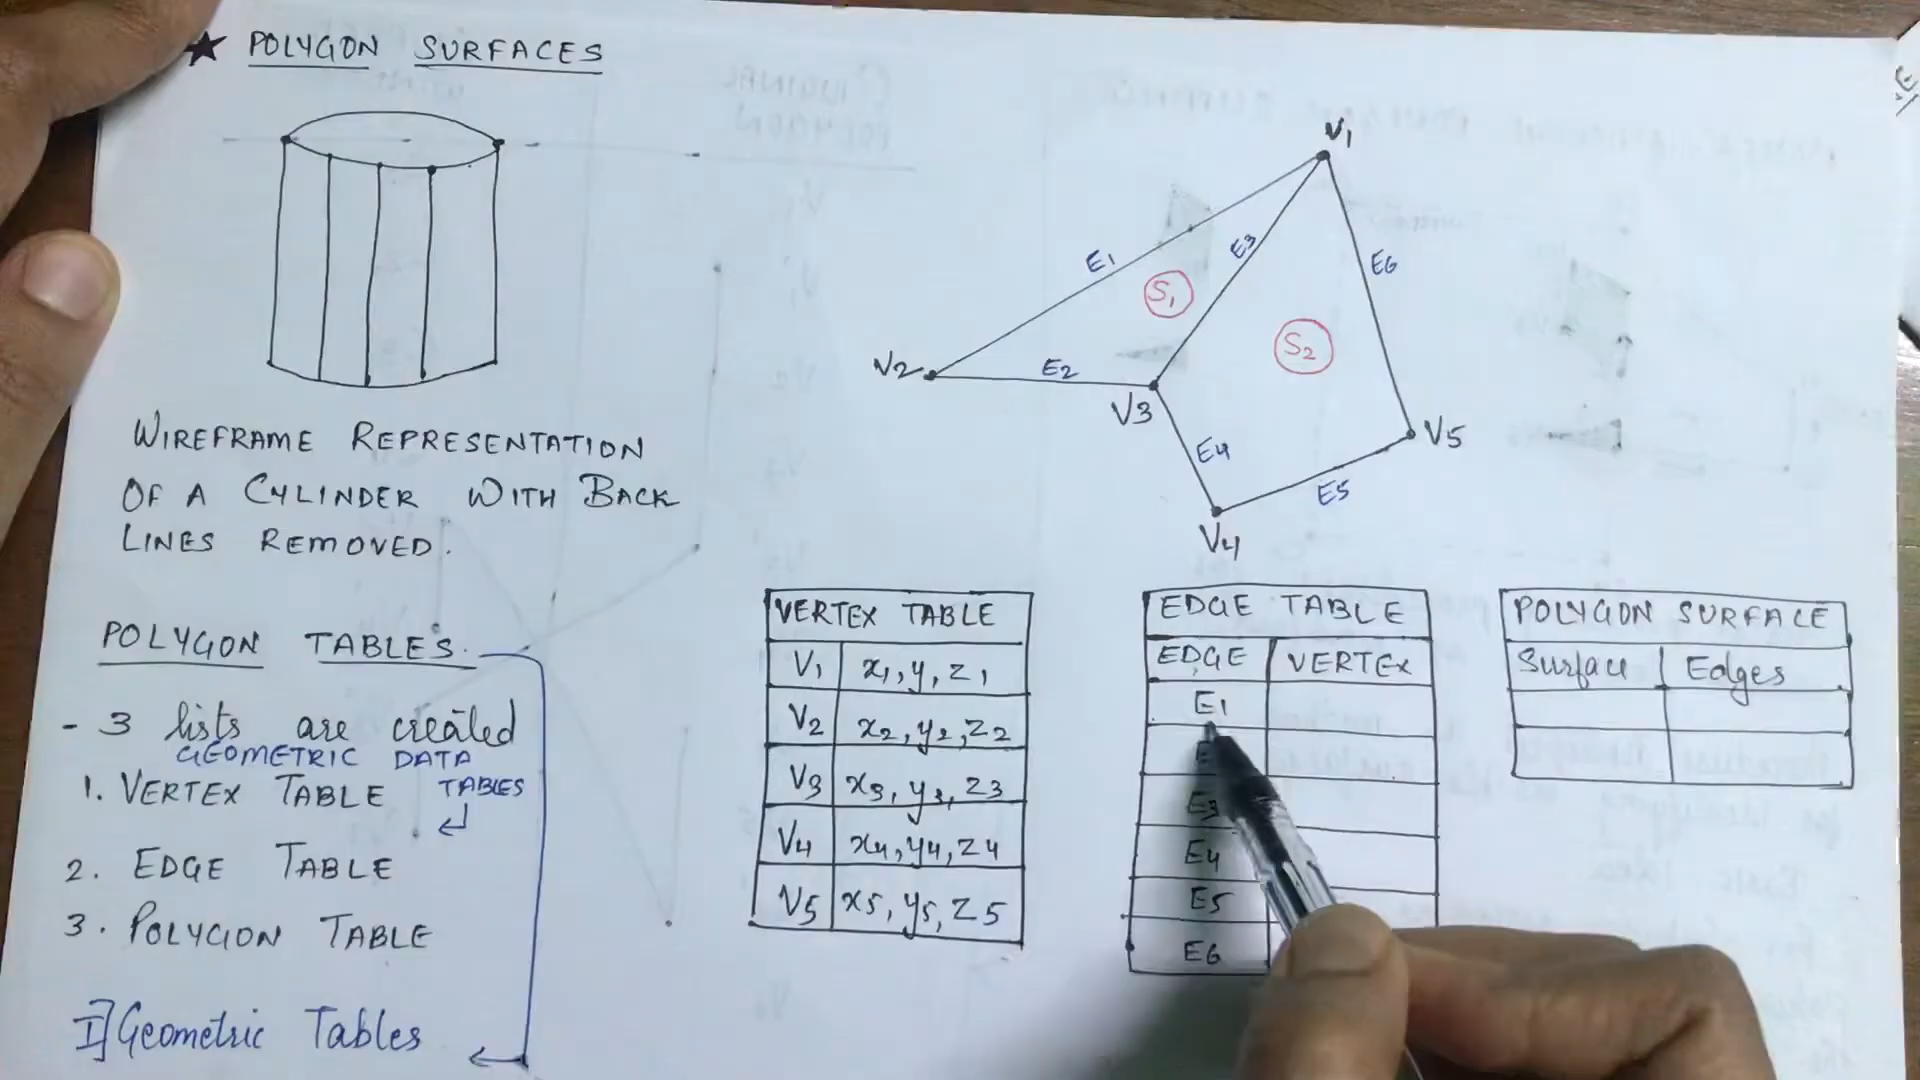 ★ POLYGON SURFACES
WIREFRAME REPRESENTATION
OF A CYLINDER WITH BACK
LINES REMOVED.
POLYGON TABLES.
- 3 lists are created
GEOMETRIC DATA
TABLES
1. VERTEX TABLE
2. EDGE TABLE
3. POLYGON TABLE
I] Geometric Tables
V1
E1
E3
E6
S1
S2
V2
E2
V3
V5
E4
E5
V4
VERTEX TABLE
V1 x1, y, z1
V2 x2, y2, z2
V3 x3, y3, z3
V4 x4, y4, z4
V5 x5, y5, z5
EDGE TABLE
EDGE VERTEX
E1
E3
E4
E5
E6
POLYGON SURFACE
Surface Edges